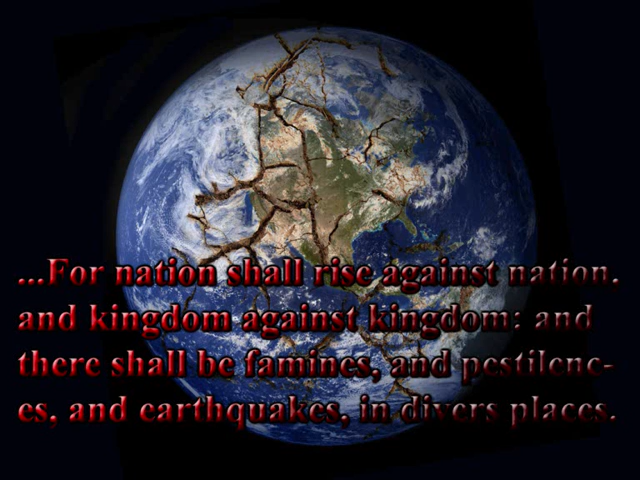 ...For nation shall rise against nation.
and kingdom against kingdom: and
there shall be famines, and pestilenc-
es, and earthquakes, in divers places.